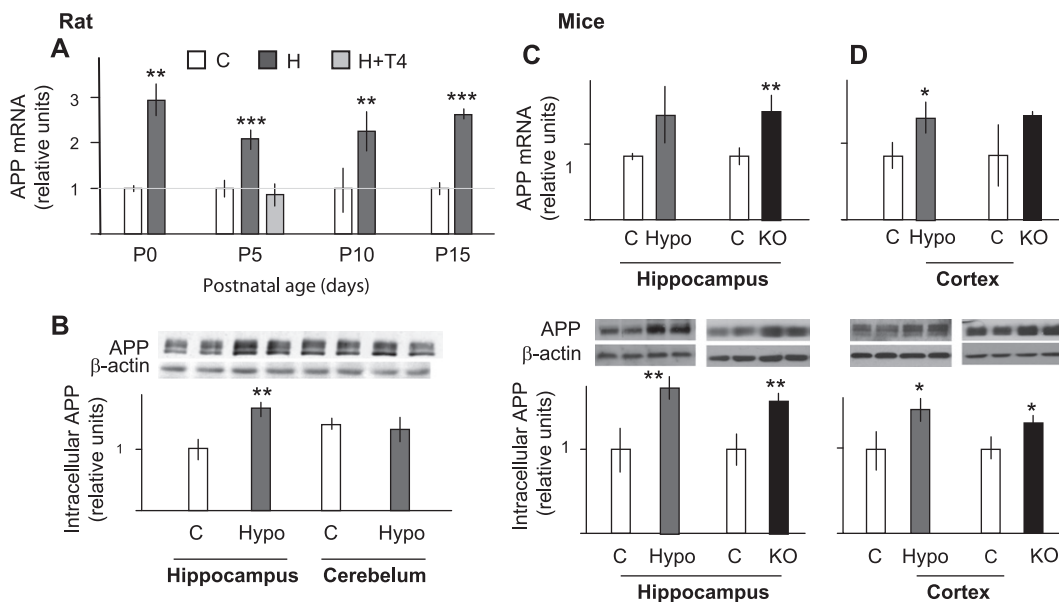 Rat
A
C H H+T4
APP mRNA
(relative units)
3
2
1
** *** ** ***
P0 P5 P10 P15
Postnatal age (days)
B
APP
β-actin
Intracellular APP
(relative units)
1
**
C Hypo C Hypo
Hippocampus Cerebelum
Mice
C
APP mRNA
(relative units)
1
**
C Hypo C KO
Hippocampus
D
*
C Hypo C KO
Cortex
APP
β-actin
Intracellular APP
(relative units)
1
** **
C Hypo C KO
Hippocampus
* *
C Hypo C KO
Cortex